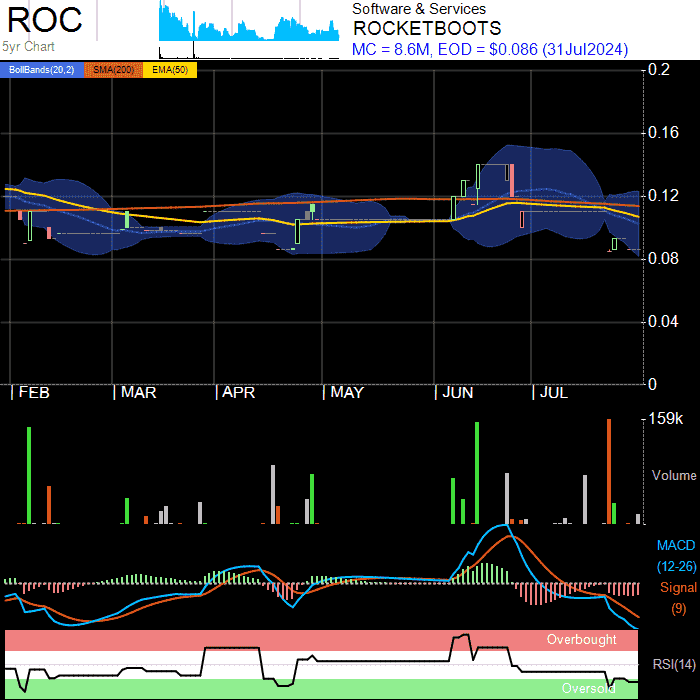 ROC
5yr Chart
Software & Services
ROCKETBOOTS
MC = 8.6M, EOD = $0.086 (31Jul2024)
BollBands(20,2) SMA(200) EMA(50)
0.2
0.16
0.12
0.08
0.04
0
FEB MAR APR MAY JUN JUL
159k
Volume
MACD
(12-26)
Signal
(9)
Overbought
RSI(14)
Oversold